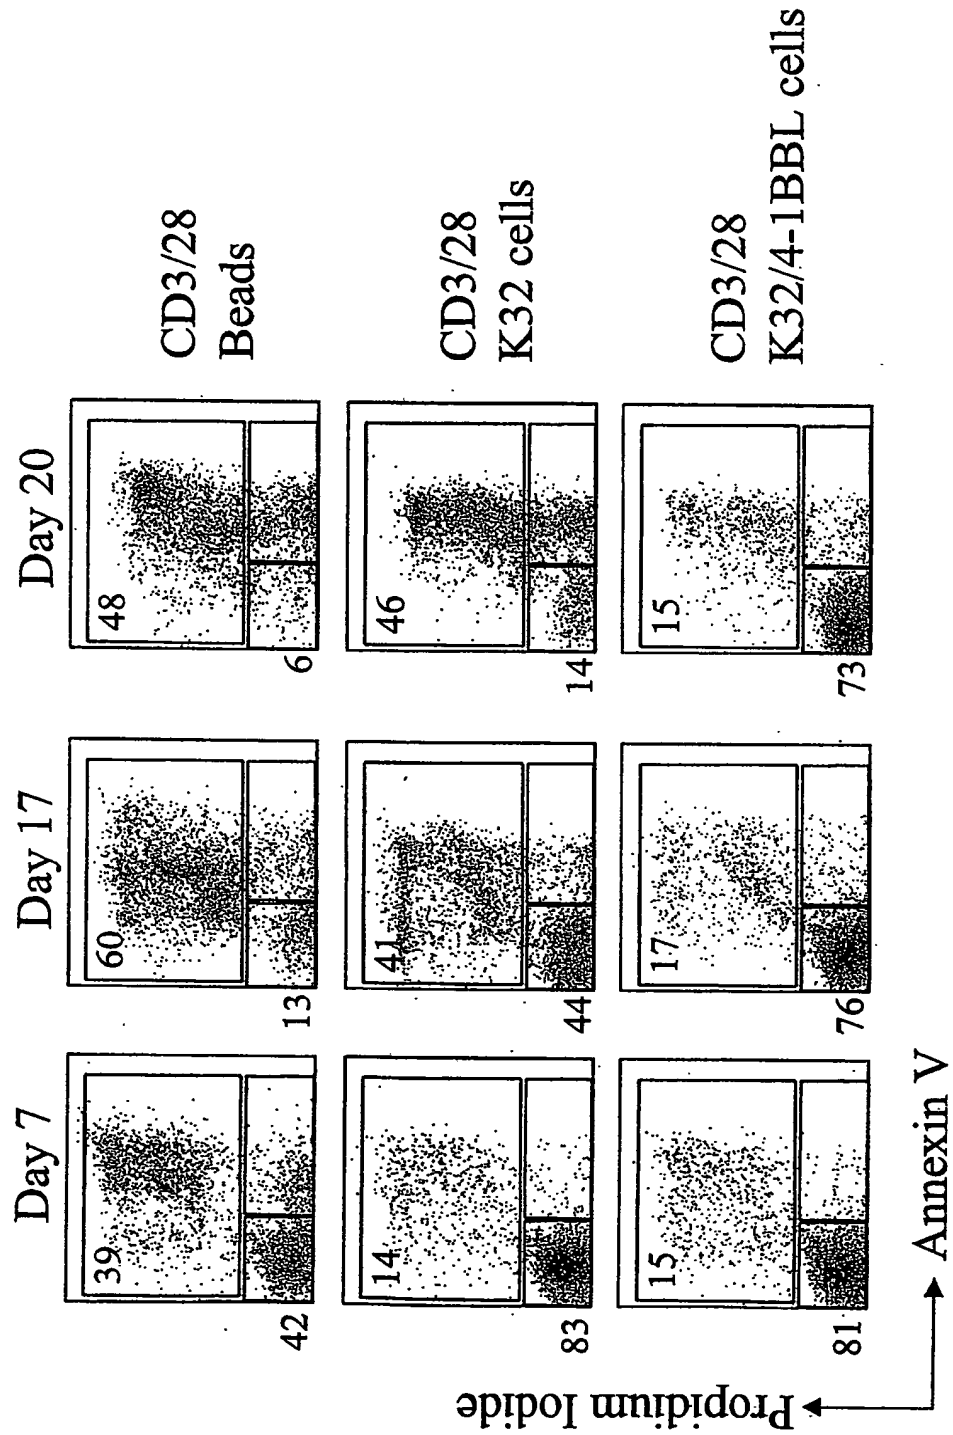 Day 7
Day 17
Day 20
39
60
48
CD3/28
Beads
42
13
6
14
41
46
CD3/28
K32 cells
83
44
14
15
17
15
CD3/28
K32/4-1BBL cells
81
76
73
Propidium Iodide
Annexin V